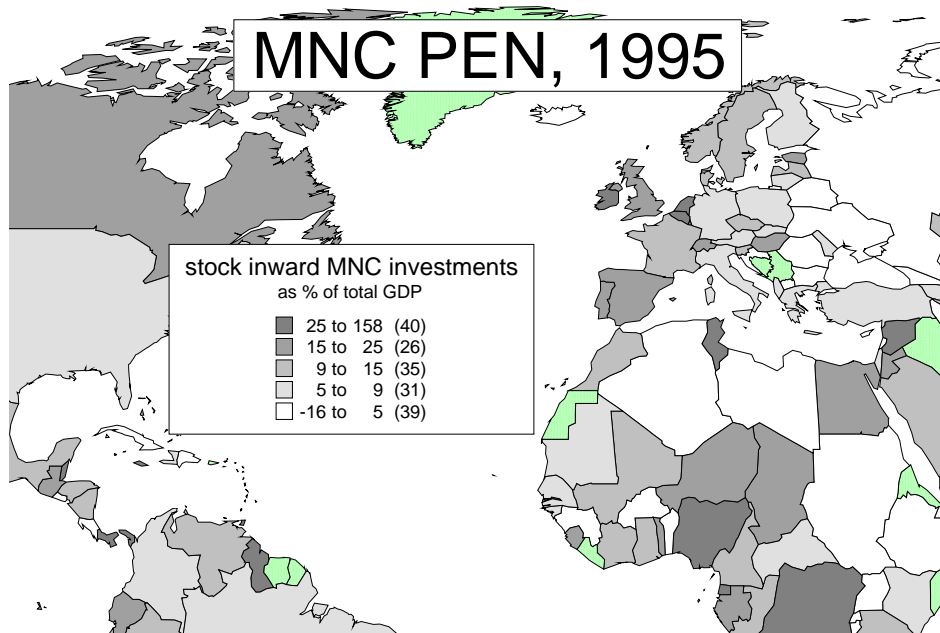 MNC PEN, 1995
stock inward MNC investments
as % of total GDP
25 to 158 (40)
15 to 25 (26)
9 to 15 (35)
5 to 9 (31)
-16 to 5 (39)